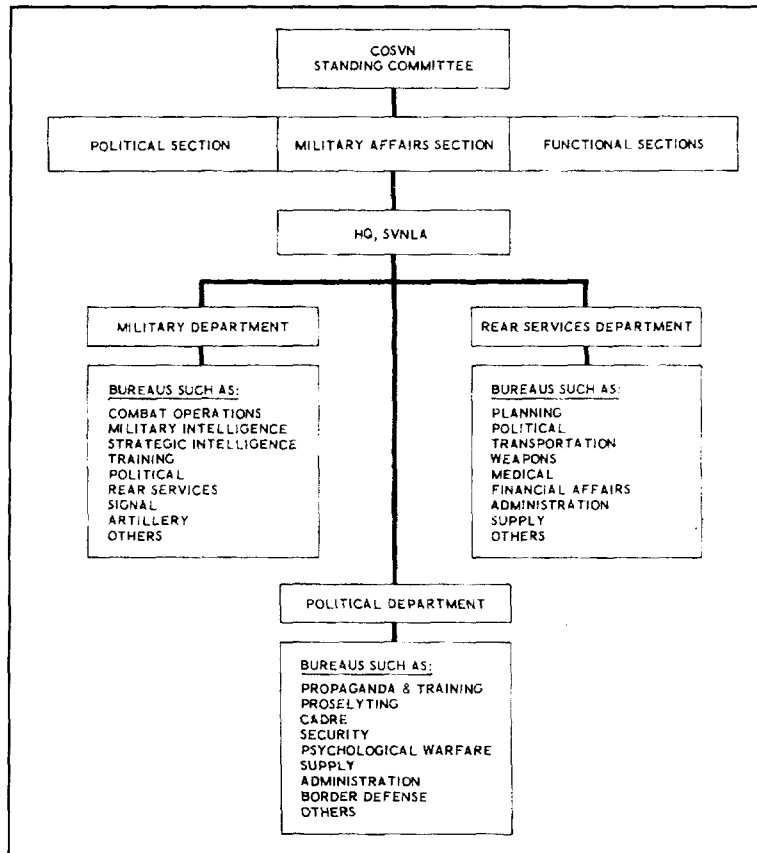 COSVN
STANDING COMMITTEE
POLITICAL SECTION
MILITARY AFFAIRS SECTION
FUNCTIONAL SECTIONS
HQ, SVNLA
MILITARY DEPARTMENT
REAR SERVICES DEPARTMENT
BUREAUS SUCH AS:
COMBAT OPERATIONS
MILITARY INTELLIGENCE
STRATEGIC INTELLIGENCE
TRAINING
POLITICAL
REAR SERVICES
SIGNAL
ARTILLERY
OTHERS
BUREAUS SUCH AS:
PLANNING
POLITICAL
TRANSPORTATION
WEAPONS
MEDICAL
FINANCIAL AFFAIRS
ADMINISTRATION
SUPPLY
OTHERS
POLITICAL DEPARTMENT
BUREAUS SUCH AS:
PROPAGANDA & TRAINING
PROSELYTING
CADRE
SECURITY
PSYCHOLOGICAL WARFARE
SUPPLY
ADMINISTRATION
BORDER DEFENSE
OTHERS